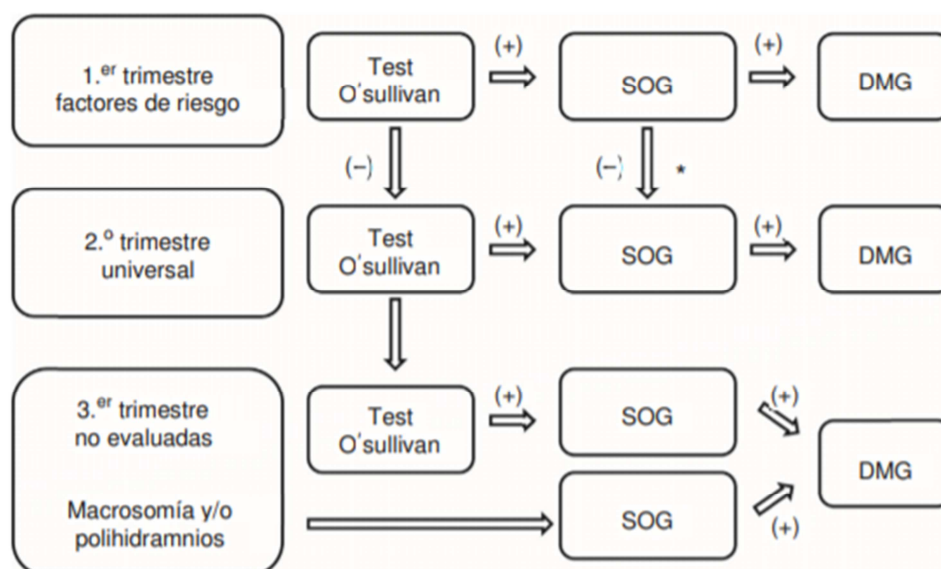 1.er trimestre
factores de riesgo
Test
O'sullivan
(+)
SOG
(+)
DMG
(−)
(−)
*
2.º trimestre
universal
Test
O'sullivan
(+)
SOG
(+)
DMG
3.er trimestre
no evaluadas
Test
O'sullivan
(+)
SOG
(+)
DMG
Macrosomía y/o
polihidramnios
SOG
(+)